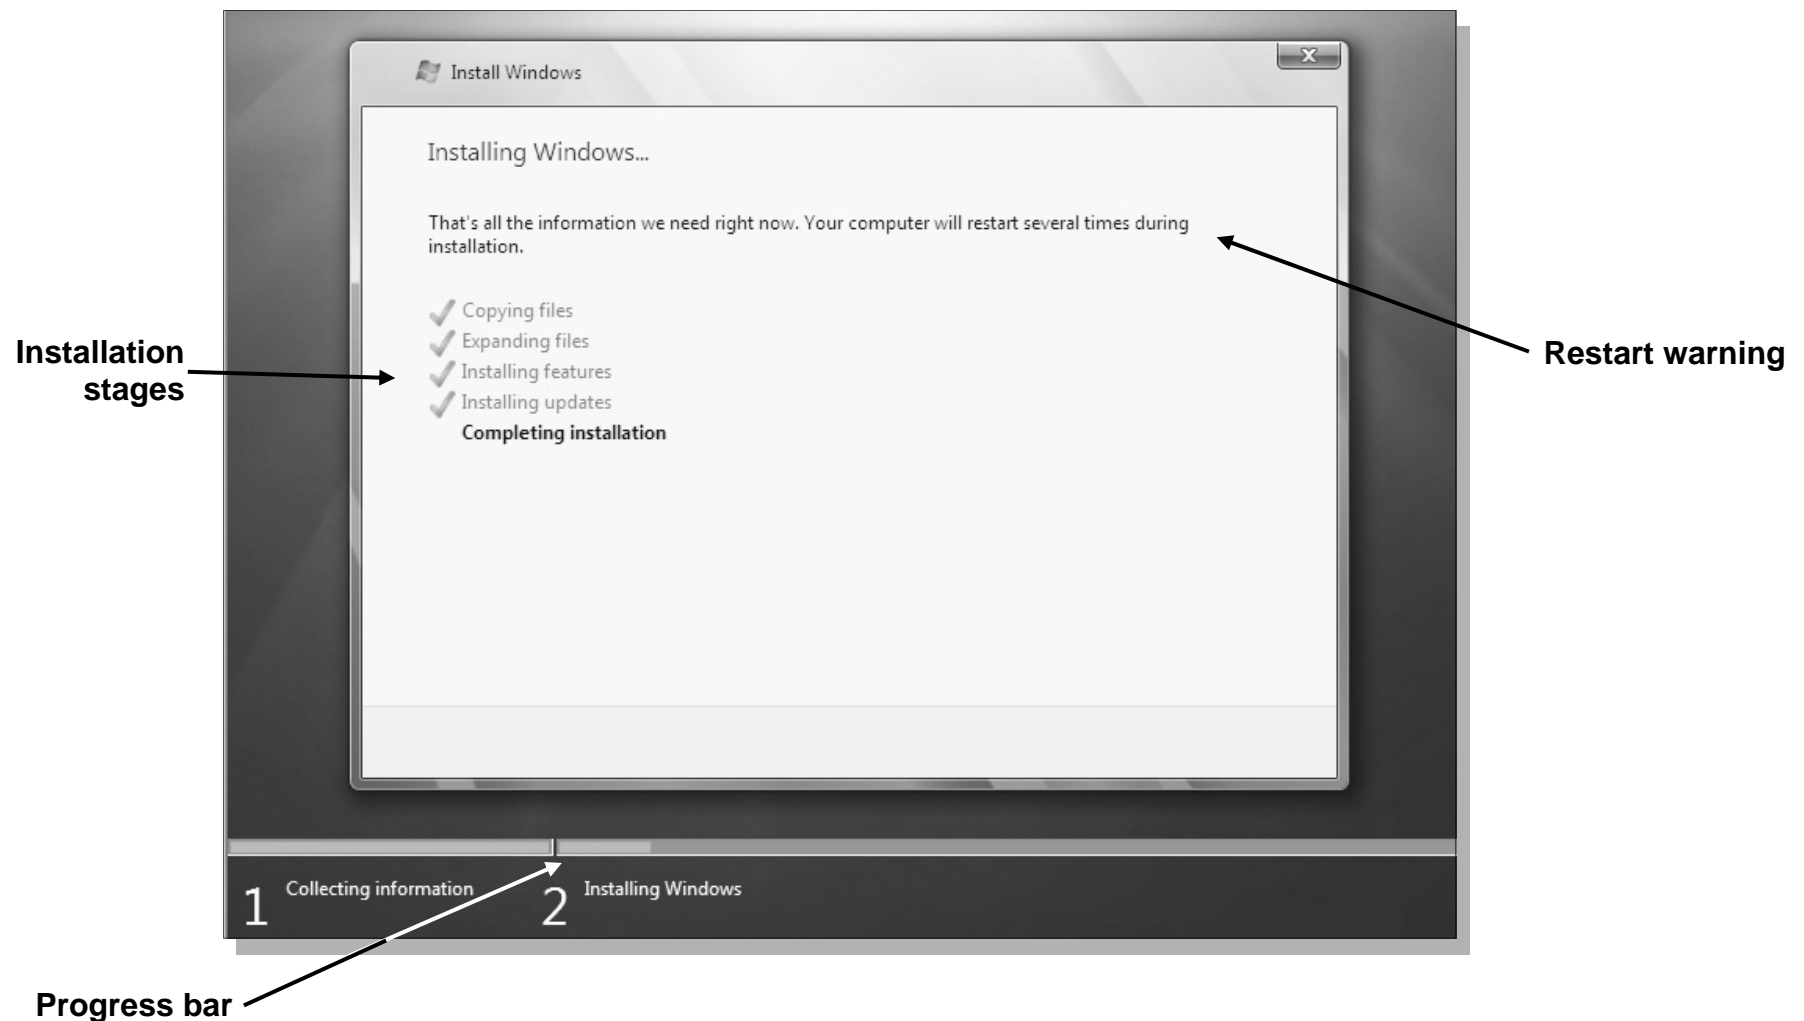 Install Windows
Installing Windows...
That's all the information we need right now. Your computer will restart several times during
installation.
Copying files
Expanding files
Installing features
Installing updates
Completing installation
Installation
stages
Restart warning
1 Collecting information
2 Installing Windows
Progress bar